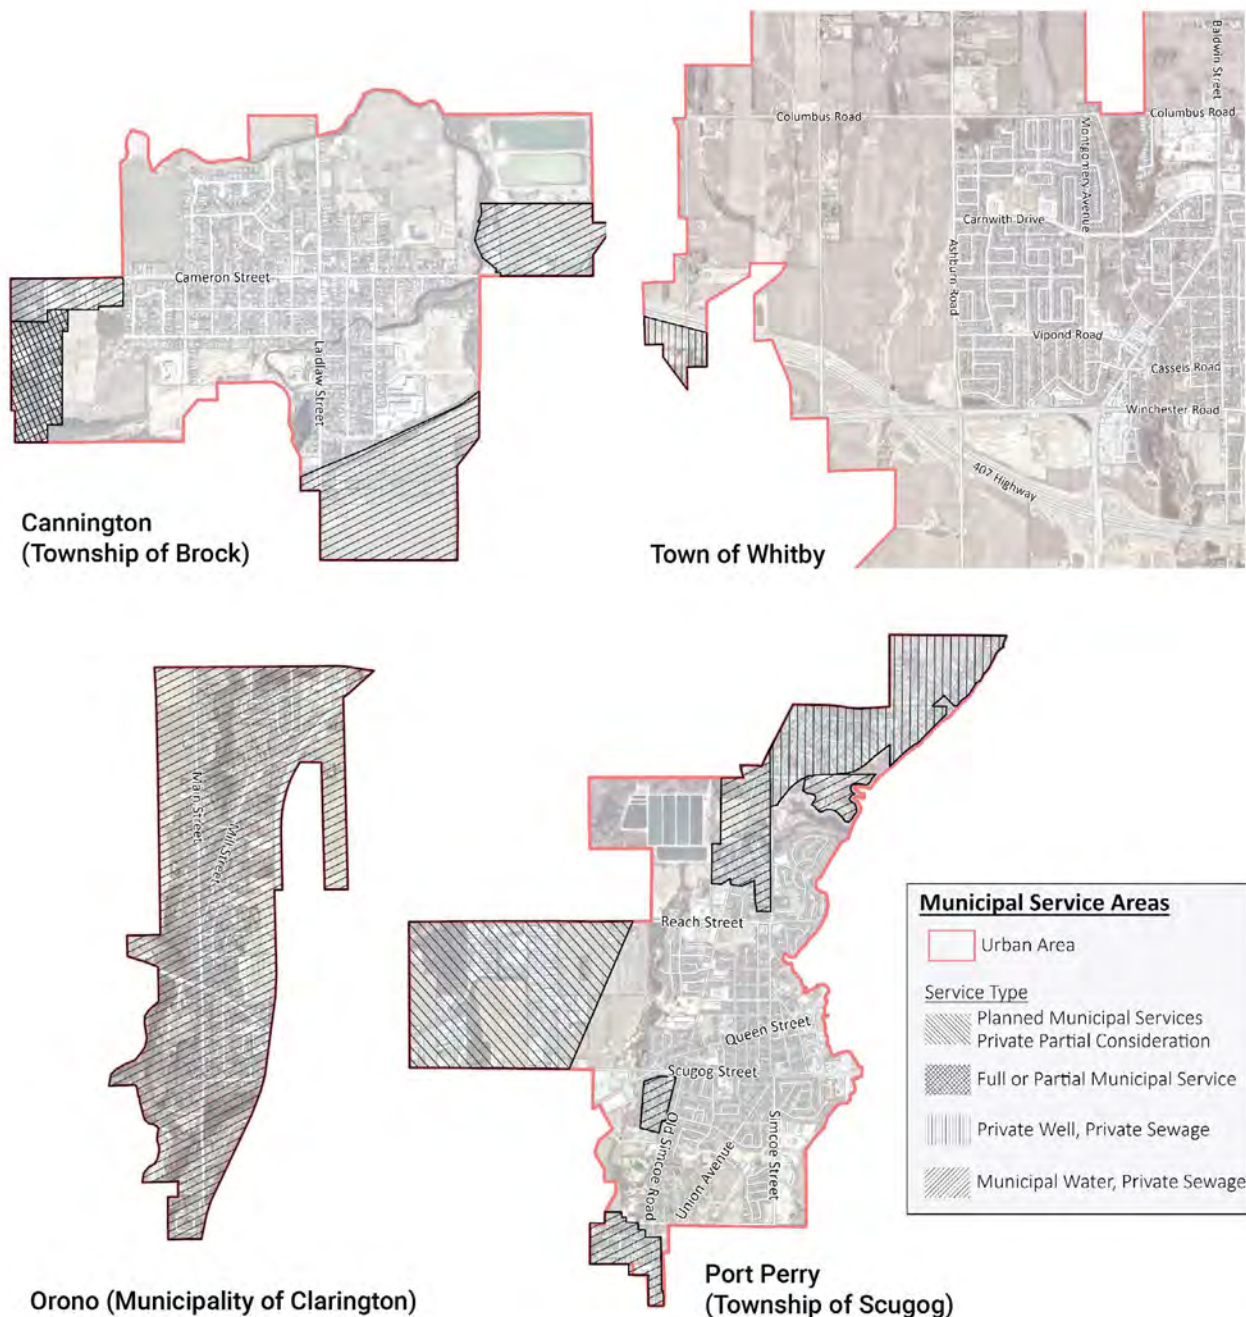 Baldwin Street
Columbus Road
Columbus Road
Montgomery Avenue
Carnwith Drive
Ashburn Road
Vipond Road
Cassels Road
Winchester Road
407 Highway
Cameron Street
Laidlaw Street
Cannington
(Township of Brock)
Town of Whitby
Main Street
Mill Street
Reach Street
Queen Street
Scugog Street
Old Simcoe Road
Union Avenue
Simcoe Street
Municipal Service Areas
Urban Area
Service Type
Planned Municipal Services
Private Partial Consideration
Full or Partial Municipal Service
Private Well, Private Sewage
Municipal Water, Private Sewage
Orono (Municipality of Clarington)
Port Perry
(Township of Scugog)